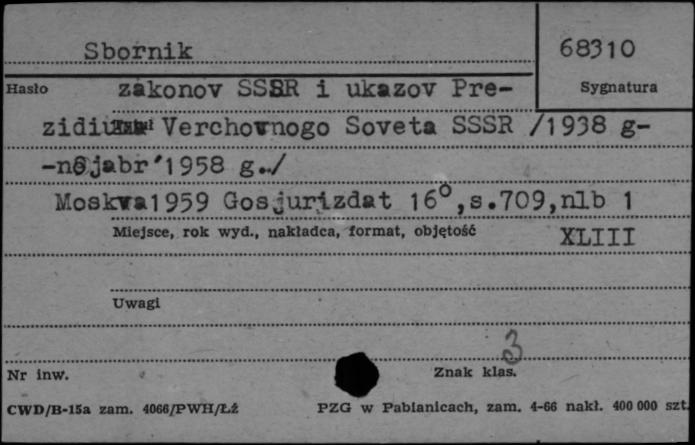 Sbornik
68310
Hasło zakonov SSSR i ukazov Pre-
Sygnatura
zidiuma Verchovnogo Soveta SSSR /1938 g-
-nojabr'1958 g../
Moskva1959 Gosjurizdat 16°,s.709,nlb 1
Miejsce, rok wyd., nakładca, format, objętość
XLIII
Uwagi
3
Nr inw.
Znak klas.
CWD/B-15a zam. 4066/PWH/Łż
PZG w Pabianicach, zam. 4-66 nakł. 400 000 szt.